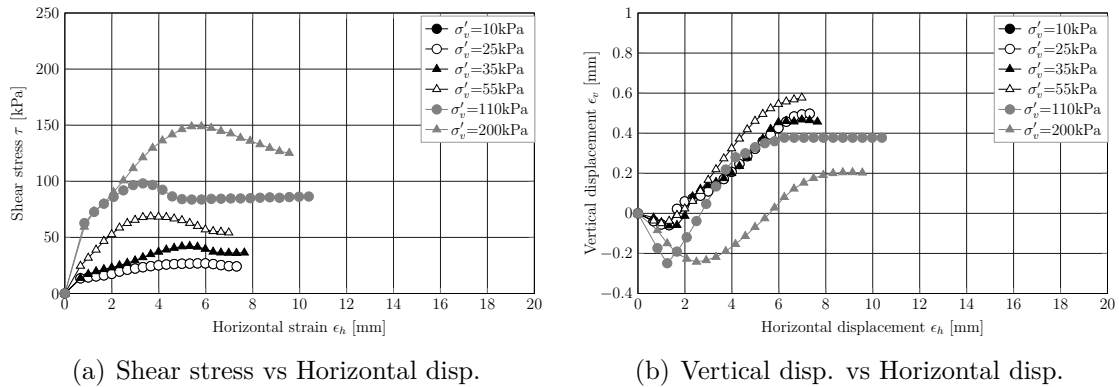 250
200
150
100
50
0
0 2 4 6 8 10 12 14 16 18 20
Shear stress τ [kPa]
Horizontal strain ϵh [mm]
σ′v=10kPa
σ′v=25kPa
σ′v=35kPa
σ′v=55kPa
σ′v=110kPa
σ′v=200kPa
(a) Shear stress vs Horizontal disp.
1
0.8
0.6
0.4
0.2
0
−0.2
−0.4
0 2 4 6 8 10 12 14 16 18 20
Vertical displacement ϵv [mm]
Horizontal displacement ϵh [mm]
σ′v=10kPa
σ′v=25kPa
σ′v=35kPa
σ′v=55kPa
σ′v=110kPa
σ′v=200kPa
(b) Vertical disp. vs Horizontal disp.